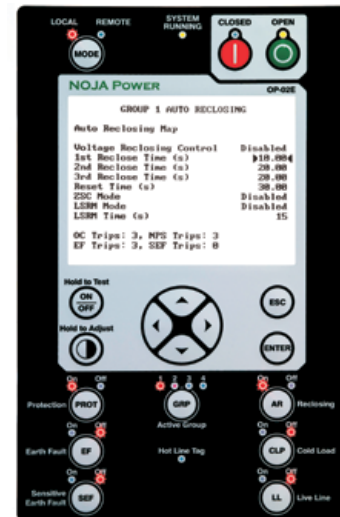 LOCAL REMOTE SYSTEM RUNNING CLOSED OPEN
MODE
NOJA POWER OP-02E
GROUP 1 AUTO RECLOSING
Auto Reclosing Map
Voltage Reclosing Control Disabled
1st Reclose Time (s) 10.00
2nd Reclose Time (s) 20.00
3rd Reclose Time (s) 20.00
Reset Time (s) 30.00
ZSC Mode Disabled
LSRM Mode Disabled
LSRM Time (s) 15
OC Trips: 3, NPS Trips: 3
EF Trips: 3, SEF Trips: 0
Hold to Test
ON
OFF
ESC
Hold to Adjust
ENTER
On Off 1 2 3 4 On Off
Protection PROT GRP AR Reclosing
Active Group
On Off On Off
Earth Fault EF Hot Line Tag CLP Cold Load
On Off On Off
Sensitive Earth Fault SEF LL Live Line